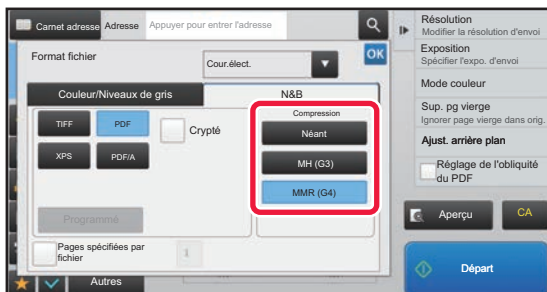 Carnet adresse
Adresse
Appuyer pour entrer l'adresse
Format fichier
Cour.élect.
OK
Couleur/Niveaux de gris
N&B
TIFF
PDF
Crypté
XPS
PDF/A
Programmé
Compression
Néant
MH (G3)
MMR (G4)
Pages spécifiées par
fichier
1
Autres
Résolution
Modifier la résolution d'envoi
Exposition
Spécifier l'expo. d'envoi
Mode couleur
Sup. pg vierge
Ignorer page vierge dans orig.
Ajust. arrière plan
Réglage de l'obliquité
du PDF
Aperçu
CA
Départ